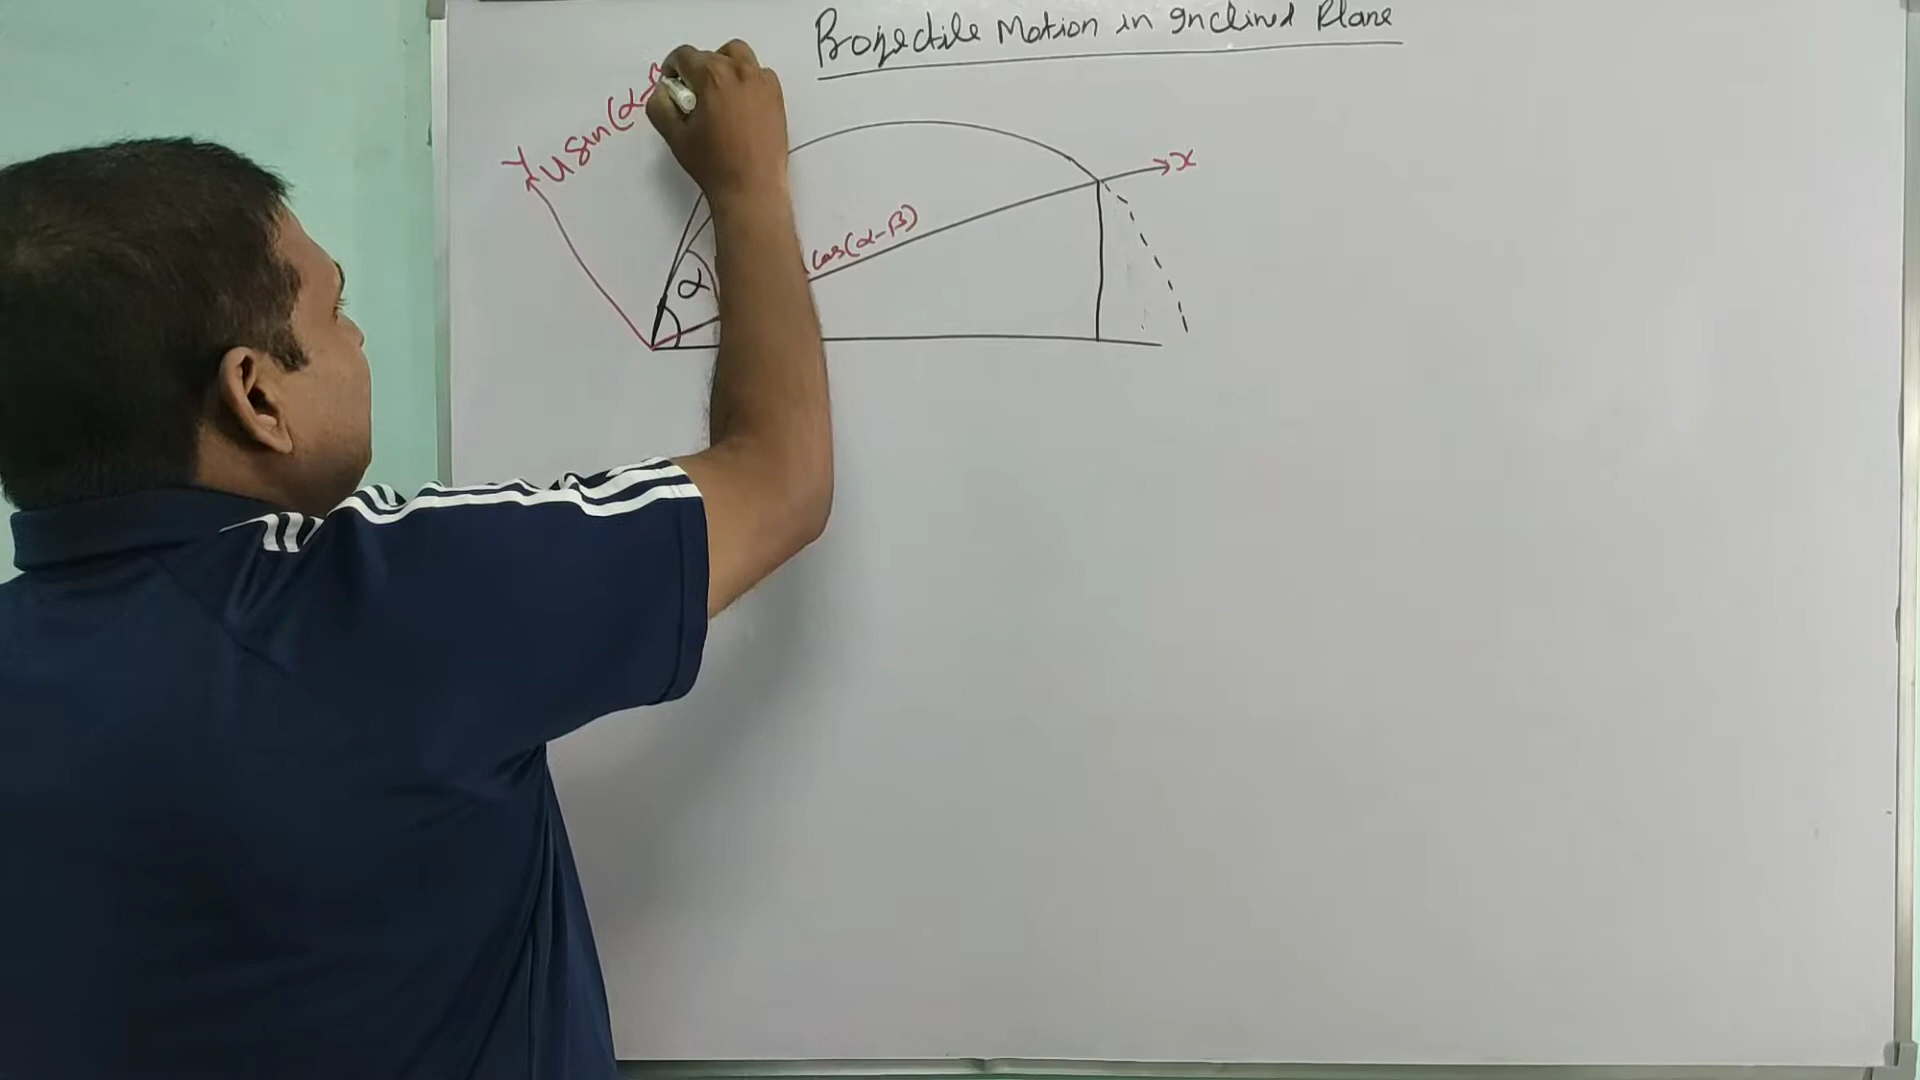 Projectile Motion in Inclined Plane
Y
u sin(α-β
x
cos(α-β)
α